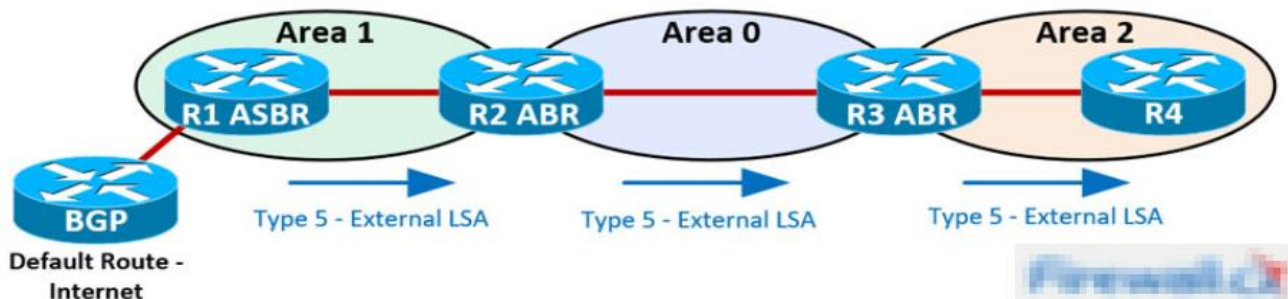 Area 1
Area 0
Area 2
R1 ASBR
R2 ABR
R3 ABR
R4
BGP
Type 5 - External LSA
Type 5 - External LSA
Type 5 - External LSA
Default Route -
Internet